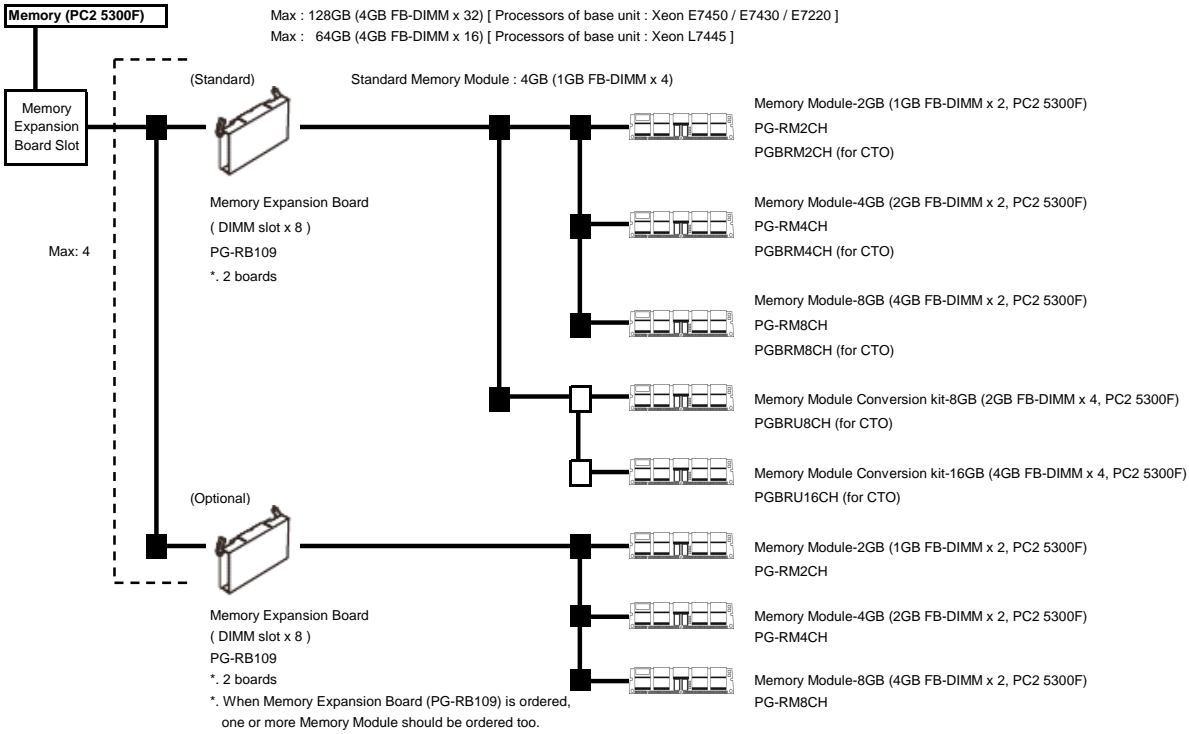 Memory (PC2 5300F)
Max : 128GB (4GB FB-DIMM x 32) [ Processors of base unit : Xeon E7450 / E7430 / E7220 ]
Max : 64GB (4GB FB-DIMM x 16) [ Processors of base unit : Xeon L7445 ]
(Standard)
Standard Memory Module : 4GB (1GB FB-DIMM x 4)
Memory
Expansion
Board Slot
Max: 4
Memory Expansion Board
( DIMM slot x 8 )
PG-RB109
*. 2 boards
Memory Module-2GB (1GB FB-DIMM x 2, PC2 5300F)
PG-RM2CH
PGBRM2CH (for CTO)
Memory Module-4GB (2GB FB-DIMM x 2, PC2 5300F)
PG-RM4CH
PGBRM4CH (for CTO)
Memory Module-8GB (4GB FB-DIMM x 2, PC2 5300F)
PG-RM8CH
PGBRM8CH (for CTO)
Memory Module Conversion kit-8GB (2GB FB-DIMM x 4, PC2 5300F)
PGBRU8CH (for CTO)
Memory Module Conversion kit-16GB (4GB FB-DIMM x 4, PC2 5300F)
PGBRU16CH (for CTO)
(Optional)
Memory Expansion Board
( DIMM slot x 8 )
PG-RB109
*. 2 boards
*. When Memory Expansion Board (PG-RB109) is ordered,
one or more Memory Module should be ordered too.
Memory Module-2GB (1GB FB-DIMM x 2, PC2 5300F)
PG-RM2CH
Memory Module-4GB (2GB FB-DIMM x 2, PC2 5300F)
PG-RM4CH
Memory Module-8GB (4GB FB-DIMM x 2, PC2 5300F)
PG-RM8CH